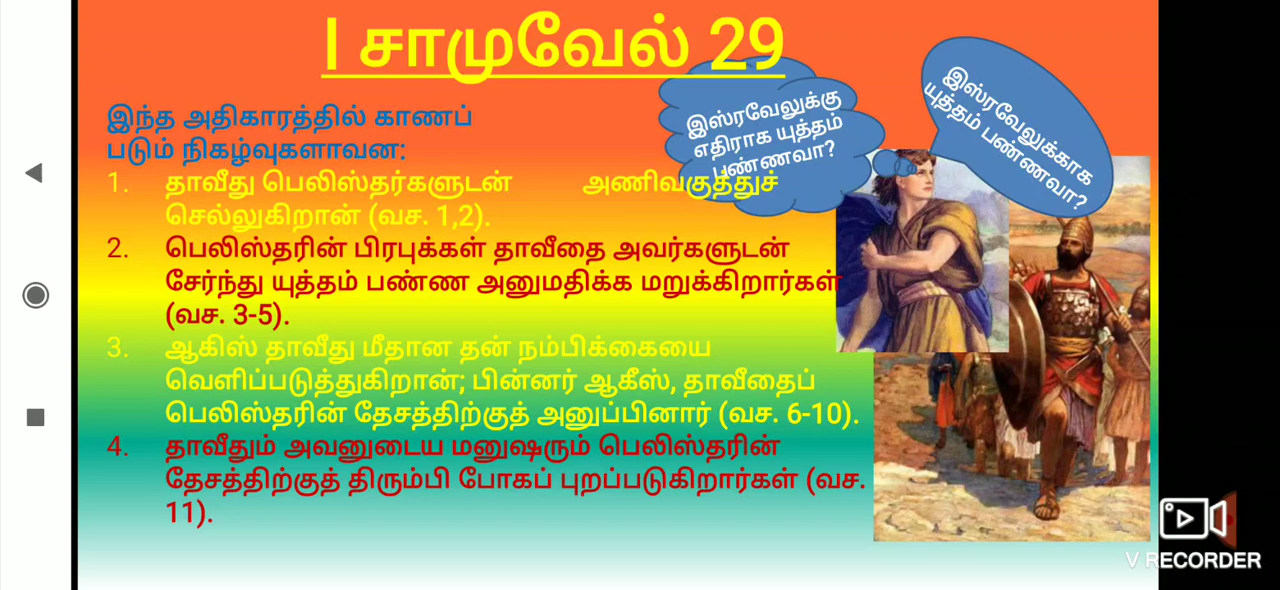 I சாமுவேல் 29
இந்த அதிகாரத்தில் காணப்
படும் நிகழ்வுகளாவன:
1. தாவீது பெலிஸ்தர்களுடன் அணிவகுத்துச்
செல்லுகிறான் (வச. 1,2).
2. பெலிஸ்தரின் பிரபுக்கள் தாவீதை அவர்களுடன்
சேர்ந்து யுத்தம் பண்ண அனுமதிக்க மறுக்கிறார்கள்
(வச. 3-5).
3. ஆகிஸ் தாவீது மீதான தன் நம்பிக்கையை
வெளிப்படுத்துகிறான்; பின்னர் ஆகீஸ், தாவீதைப்
பெலிஸ்தரின் தேசத்திற்குத் அனுப்பினார் (வச. 6-10).
4. தாவீதும் அவனுடைய மனுஷரும் பெலிஸ்தரின்
தேசத்திற்குத் திரும்பி போகப் புறப்படுகிறார்கள் (வச.
11).
இஸ்ரவேலுக்கு
எதிராக யுத்தம்
பண்ணவா?
இஸ்ரவேலுக்காக
யுத்தம் பண்ணவா?
V RECORDER